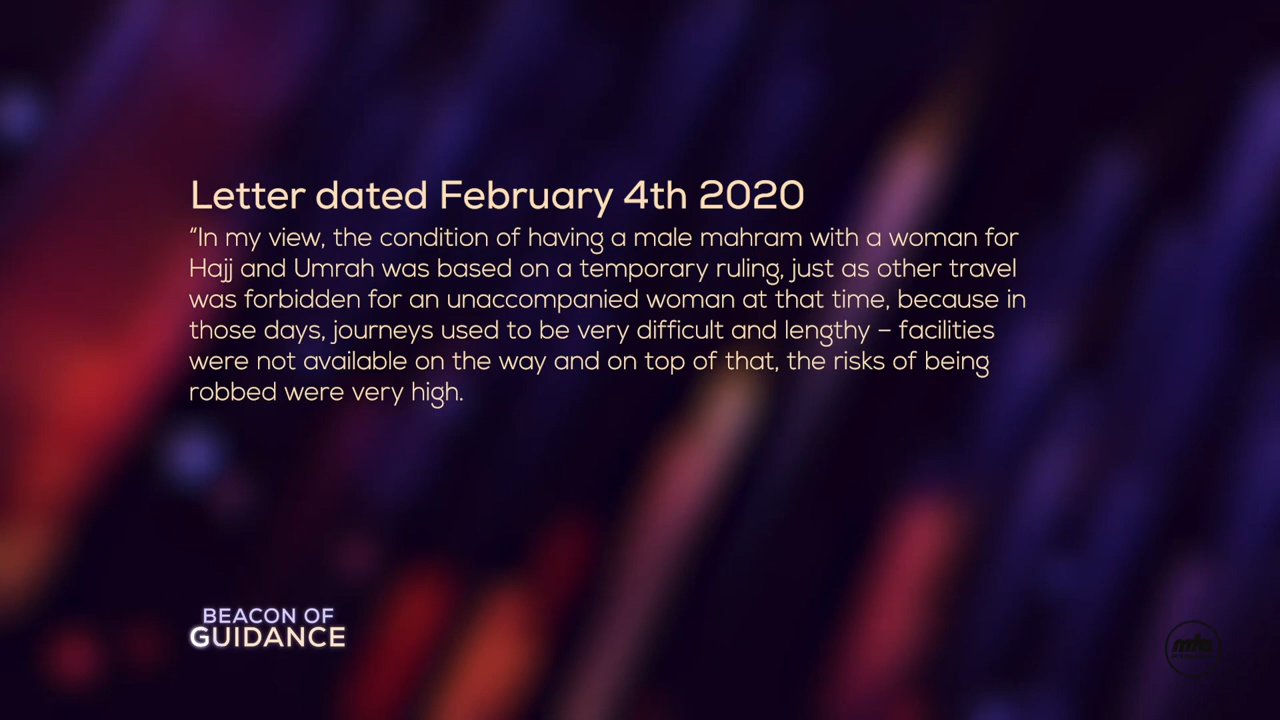 Letter dated February 4th 2020
“In my view, the condition of having a male mahram with a woman for
Hajj and Umrah was based on a temporary ruling, just as other travel
was forbidden for an unaccompanied woman at that time, because in
those days, journeys used to be very difficult and lengthy – facilities
were not available on the way and on top of that, the risks of being
robbed were very high.
BEACON OF
GUIDANCE
mta